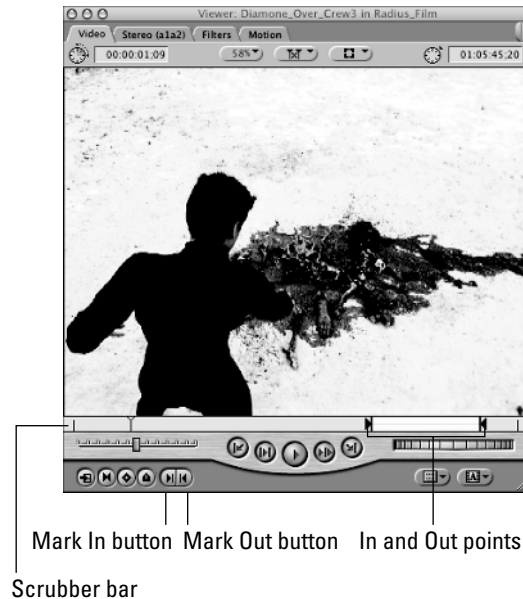 Viewer: Diamone_Over_Crew3 in Radius_Film
Video Stereo (a1a2) Filters Motion
00:00:01;09 58% 01:05:45;20
A
Mark In button Mark Out button In and Out points
Scrubber bar